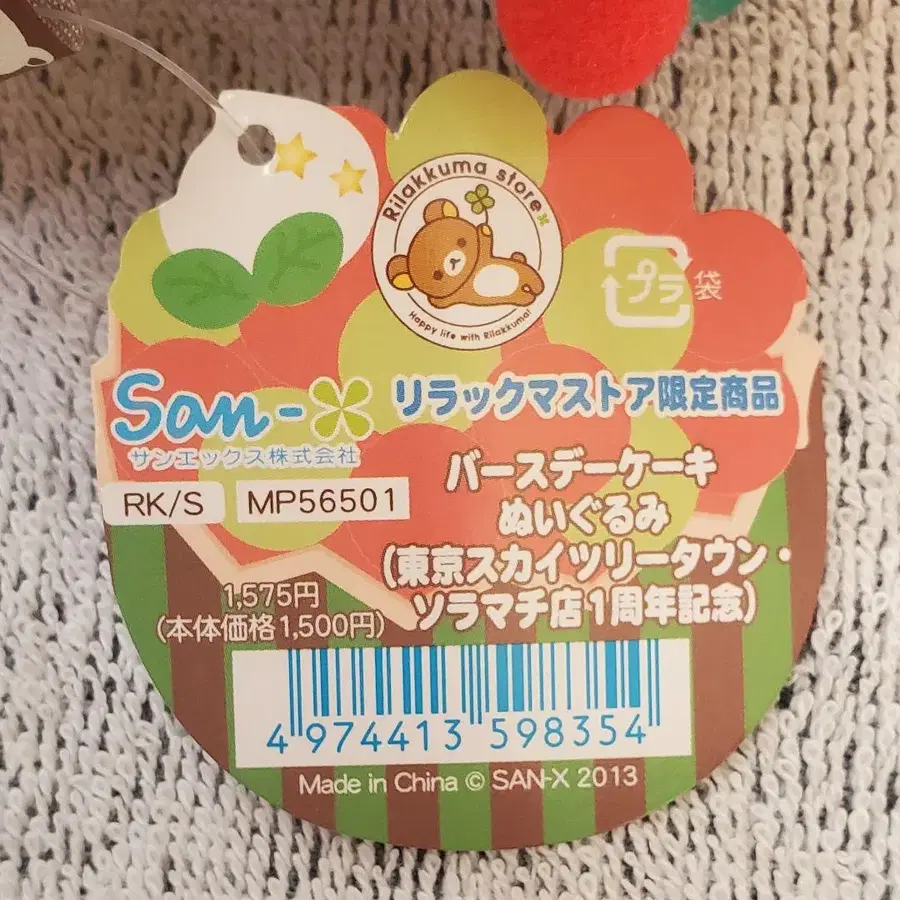 Rilakkuma store
Happy life with Rilakkuma!
プラ
袋
San-X
サンエックス株式会社
リラックマストア限定商品
RK/S
MP56501
バースデーケーキ
ぬいぐるみ
(東京スカイツリータウン・
ソラマチ店1周年記念)
1,575円
(本体価格1,500円)
4 974413 598354
Made in China © SAN-X 2013